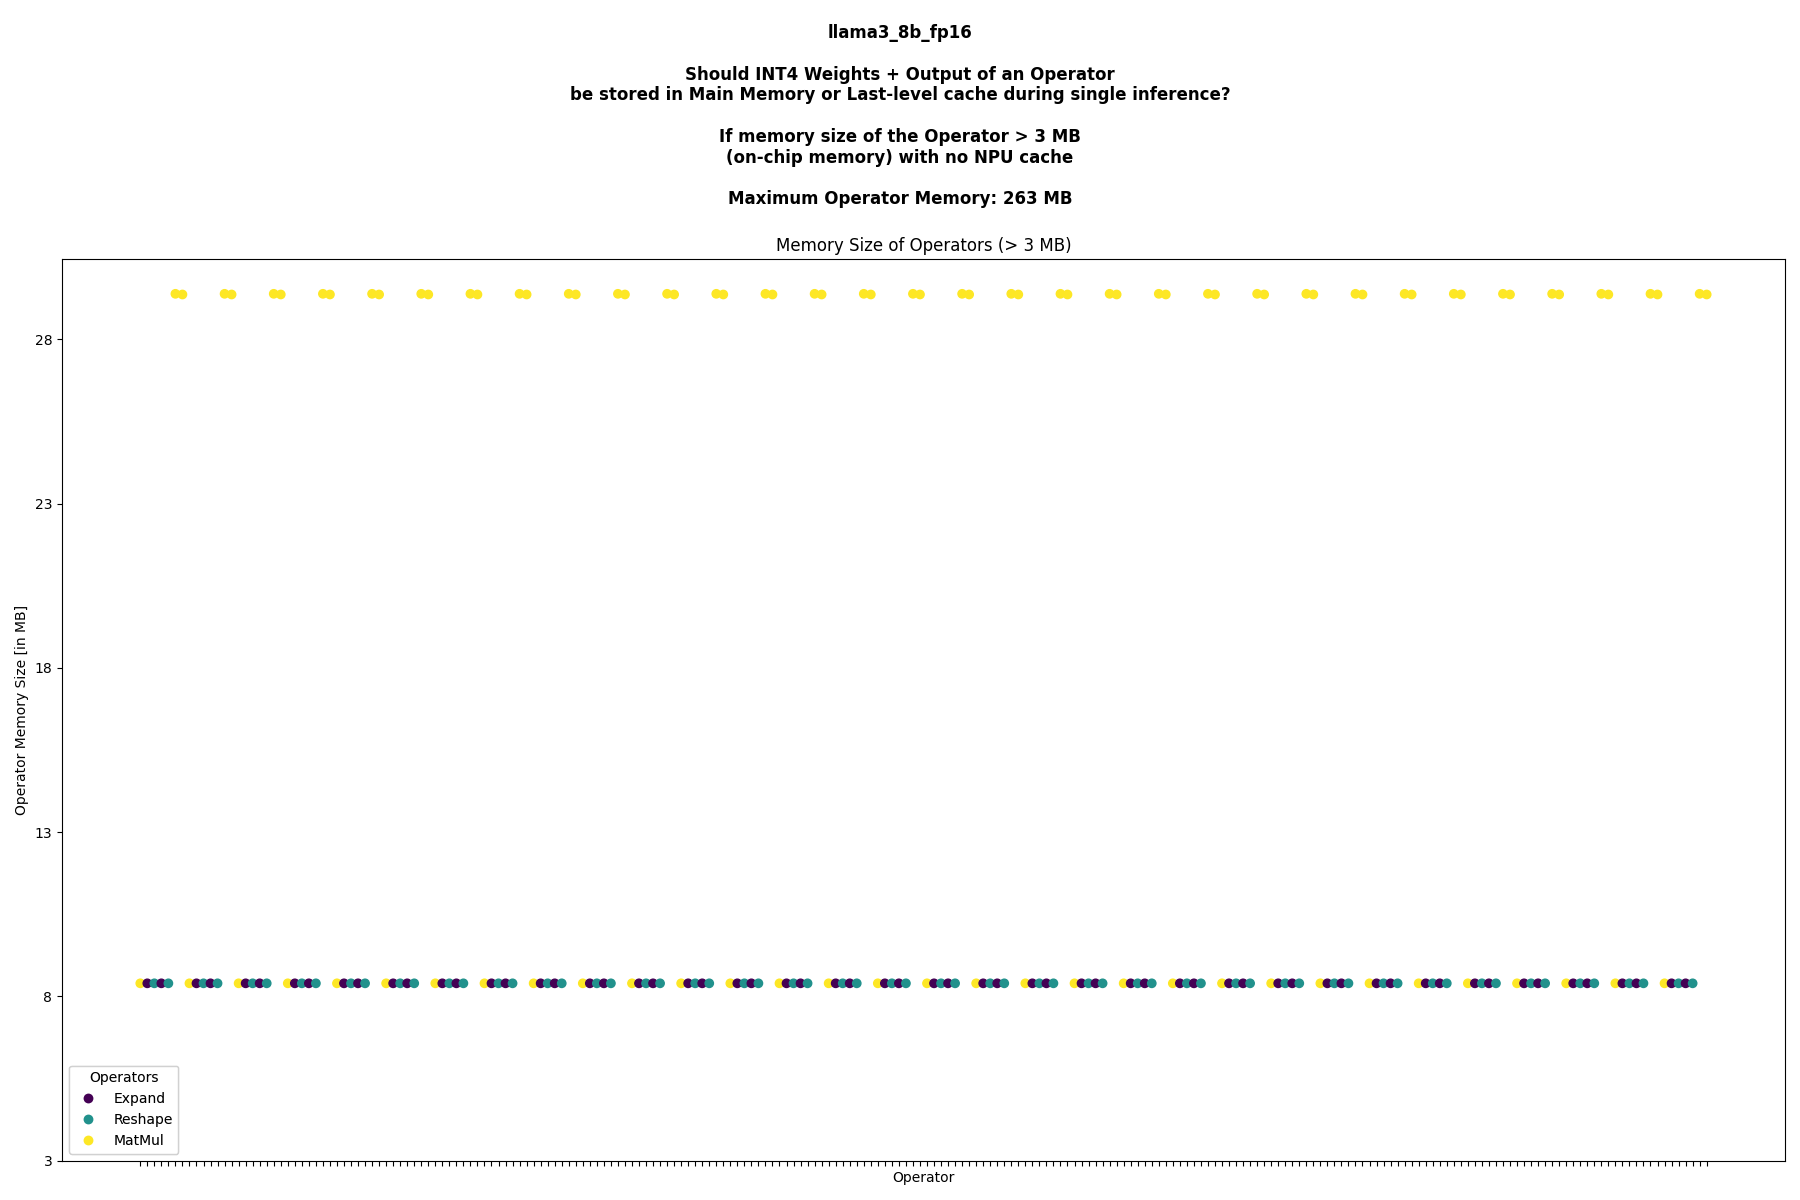 llama3_8b_fp16
Should INT4 Weights + Output of an Operator
be stored in Main Memory or Last-level cache during single inference?
If memory size of the Operator > 3 MB
(on-chip memory) with no NPU cache
Maximum Operator Memory: 263 MB
Memory Size of Operators (> 3 MB)
28
23
18
13
8
3
Operator Memory Size [in MB]
Operators
Expand
Reshape
MatMul
Operator